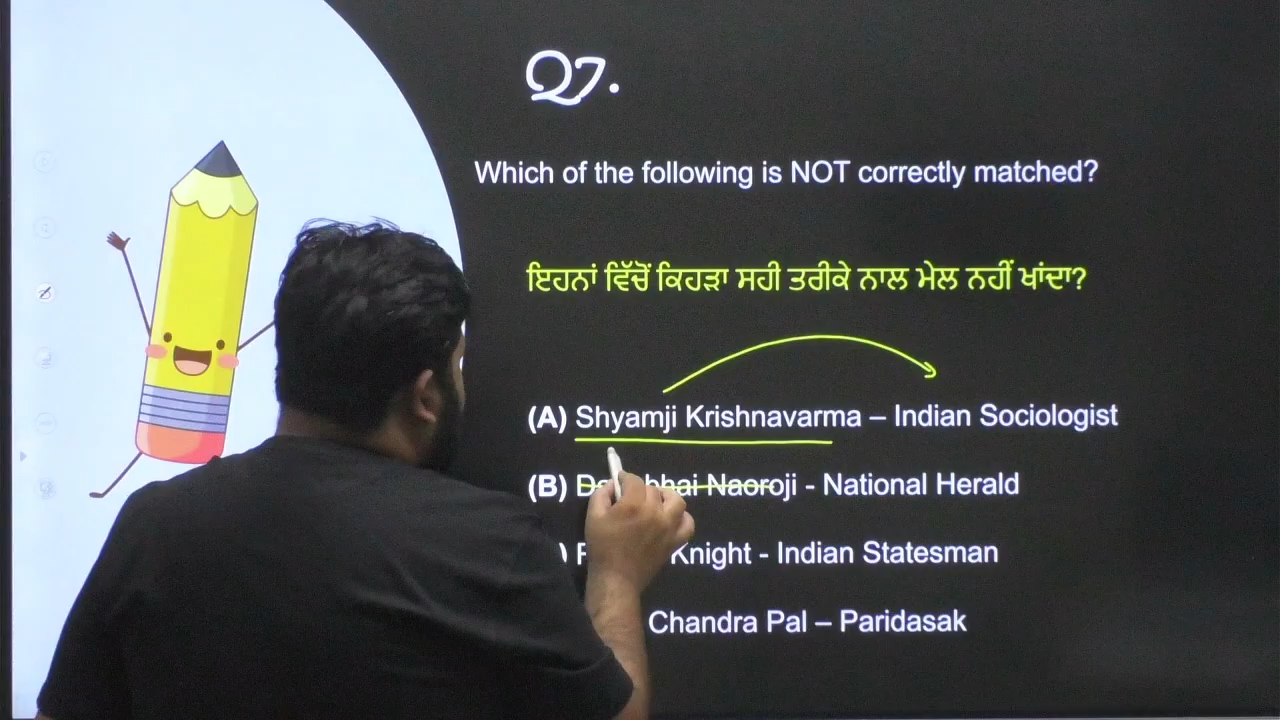 Q7.
Which of the following is NOT correctly matched?
ਇਹਨਾਂ ਵਿੱਚੋਂ ਕਿਹੜਾ ਸਹੀ ਤਰੀਕੇ ਨਾਲ ਮੇਲ ਨਹੀਂ ਖਾਂਦਾ?
(A) Shyamji Krishnavarma – Indian Sociologist
(B) Naoroji - National Herald
Knight - Indian Statesman
Chandra Pal – Paridasak